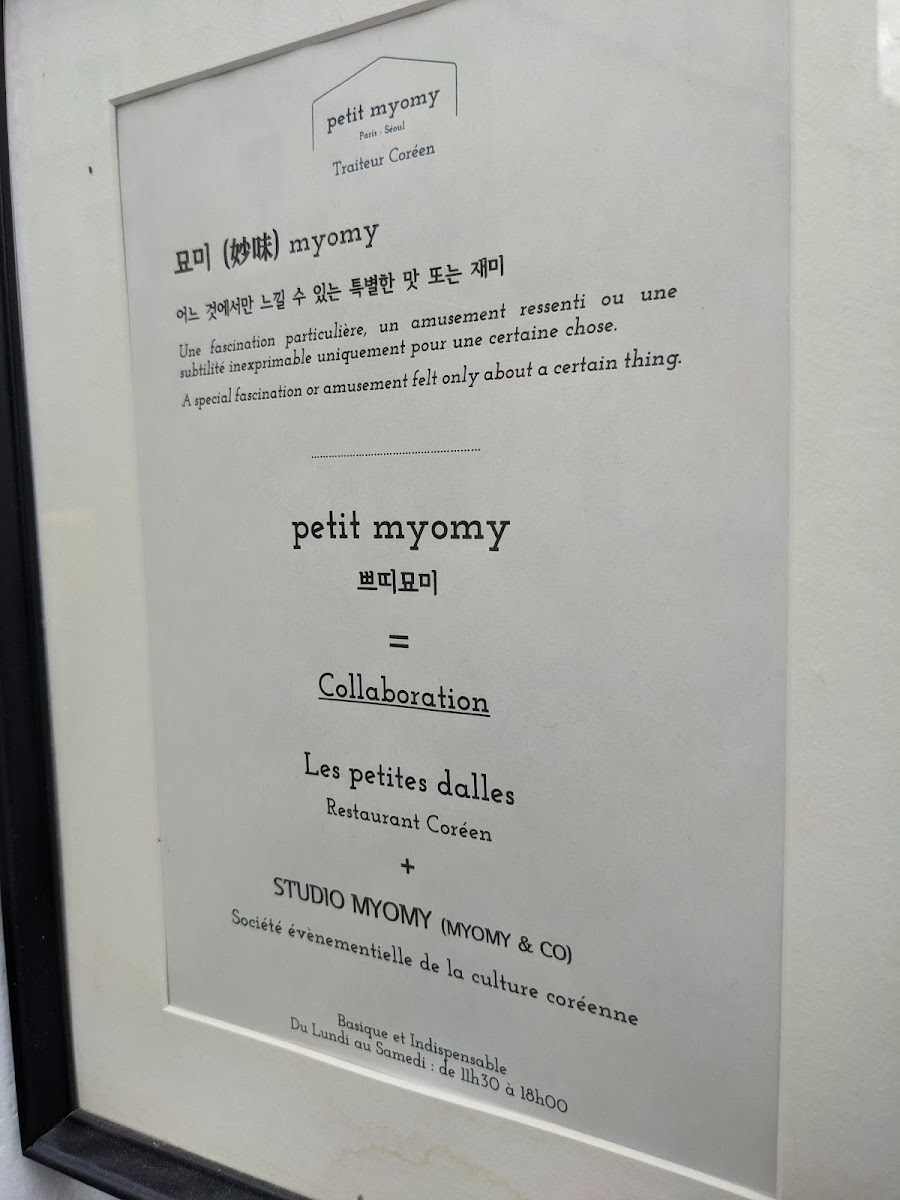 petit myomy
Paris . Séoul
Traiteur Coréen
묘미 (妙味) myomy
어느 것에서만 느낄 수 있는 특별한 맛 또는 재미
Une fascination particulière, un amusement ressenti ou une
subtilité inexprimable uniquement pour une certaine chose.
A special fascination or amusement felt only about a certain thing.
petit myomy
쁘띠묘미
=
Collaboration
Les petites dalles
Restaurant Coréen
+
STUDIO MYOMY (MYOMY & CO)
Société évènementielle de la culture coréenne
Basique et Indispensable
Du Lundi au Samedi : de 11h30 à 18h00